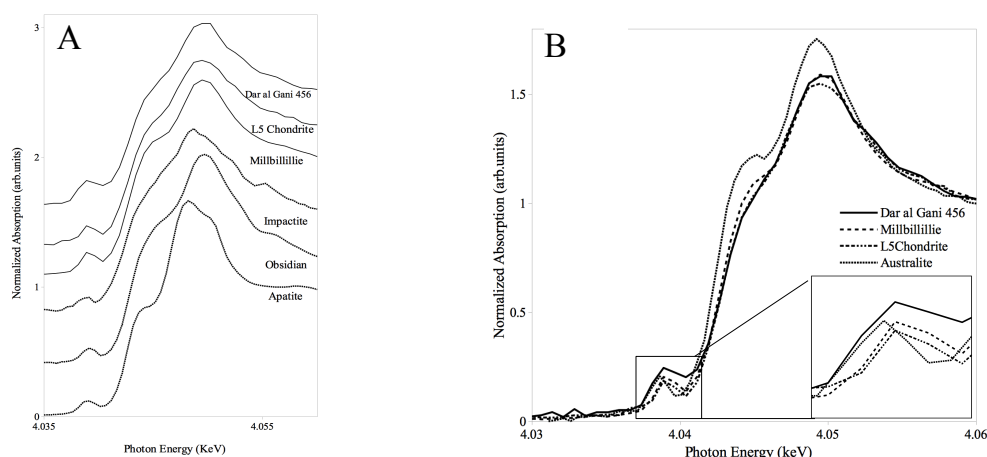 A
3
2
1
0
Normalized Absorption (arb.units)
Dar al Gani 456
L5 Chondrite
Millbillillie
Impactite
Obsidian
Apatite
4.035
4.055
Photon Energy (KeV)
B
1.5
1
0.5
0
Normalized Absorption (arb.units)
Dar al Gani 456
Millbillillie
L5Chondrite
Australite
4.03
4.04
4.05
4.06
Photon Energy (keV)